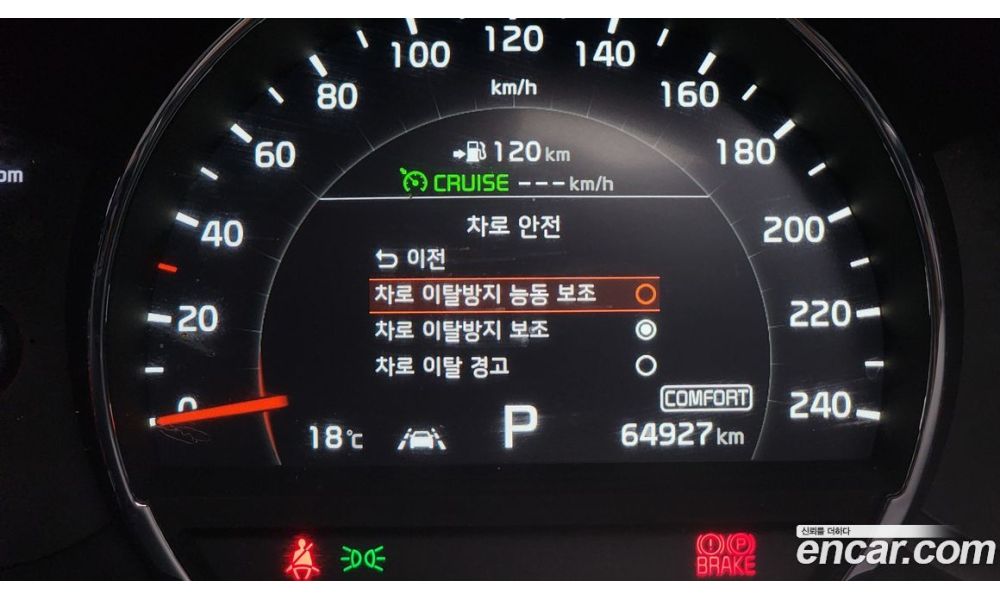 100
120
140
80
km/h
160
60
120 km
180
CRUISE ---km/h
40
차로 안전
200
이전
차로 이탈방지 능동 보조
20
차로 이탈방지 보조
220
차로 이탈 경고
0
COMFORT
240
18℃
P
64927 km
P
BRAKE
신뢰를 더하다
encar.com